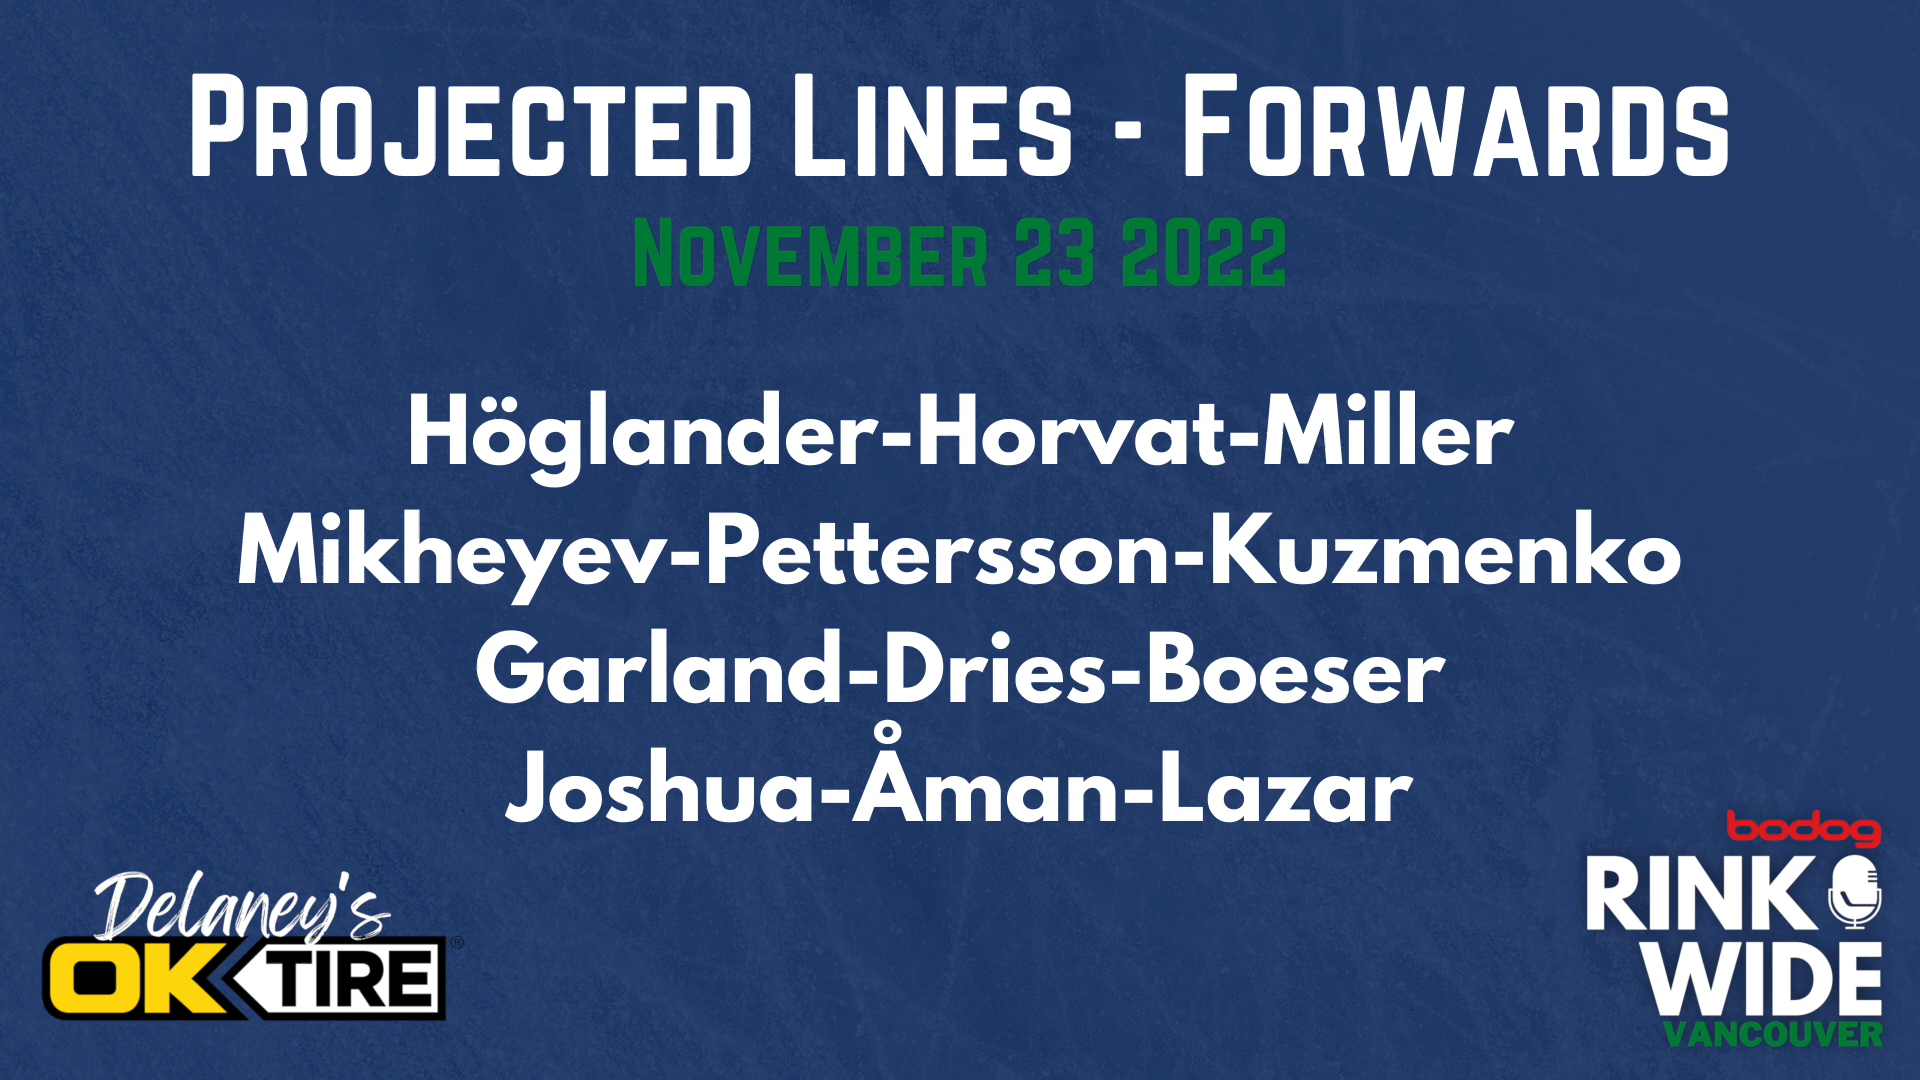 Projected Lines - Forwards
November 23 2022
Höglander-Horvat-Miller
Mikheyev-Pettersson-Kuzmenko
Garland-Dries-Boeser
Joshua-Åman-Lazar
Delaney's
OK TIRE®
bodog
RINK
WIDE
VANCOUVER